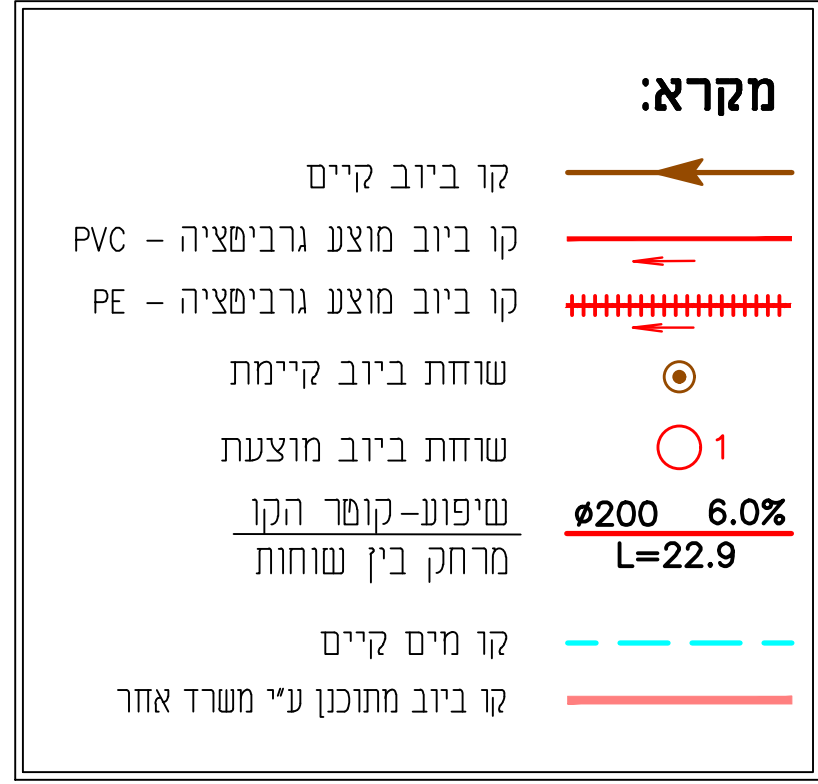 מקרא:
קו ביוב קיים
קו ביוב מוצע גרביטציה - PVC
קו ביוב מוצע גרביטציה - PE
שוחת ביוב קיימת
שוחת ביוב מוצעת
1
שיפוע-קוטר הקו
ø200 6.0%
מרחק בין שוחות
L=22.9
קו מים קיים
קו ביוב מתוכנן ע"י משרד אחר